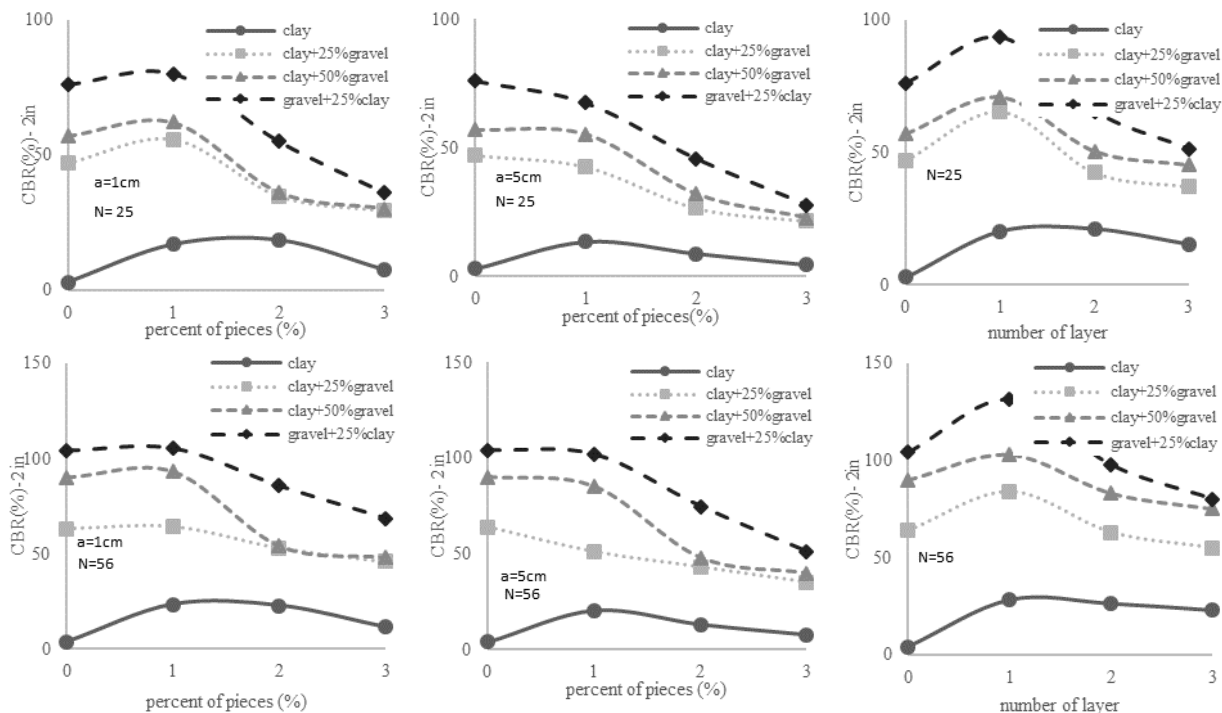 100
50
0
CBR(%)- 2in
clay
clay+25%gravel
clay+50%gravel
gravel+25%clay
a=1cm
N= 25
0 1 2 3
percent of pieces (%)
100
50
0
CBR(%)-2in
clay
clay+25%gravel
clay+50%gravel
gravel+25%clay
a=5cm
N= 25
0 1 2 3
percent of pieces(%)
100
50
0
CBR(%)- 2in
clay
clay+25%gravel
clay+50%gravel
gravel+25%clay
N=25
0 1 2 3
number of layer
150
100
50
0
CBR(%)-2 in
clay
clay+25%gravel
clay+50%gravel
gravel+25%clay
a=1cm
N=56
0 1 2 3
percent of pieces (%)
150
100
50
0
CBR(%)-2 in
clay
clay+25%gravel
clay+50%gravel
gravel+25%clay
a=5cm
N=56
0 1 2 3
percent of pieces (%)
150
100
50
0
CBR(%)- 2in
clay
clay+25%gravel
clay+50%gravel
gravel+25%clay
N=56
0 1 2 3
number of layer